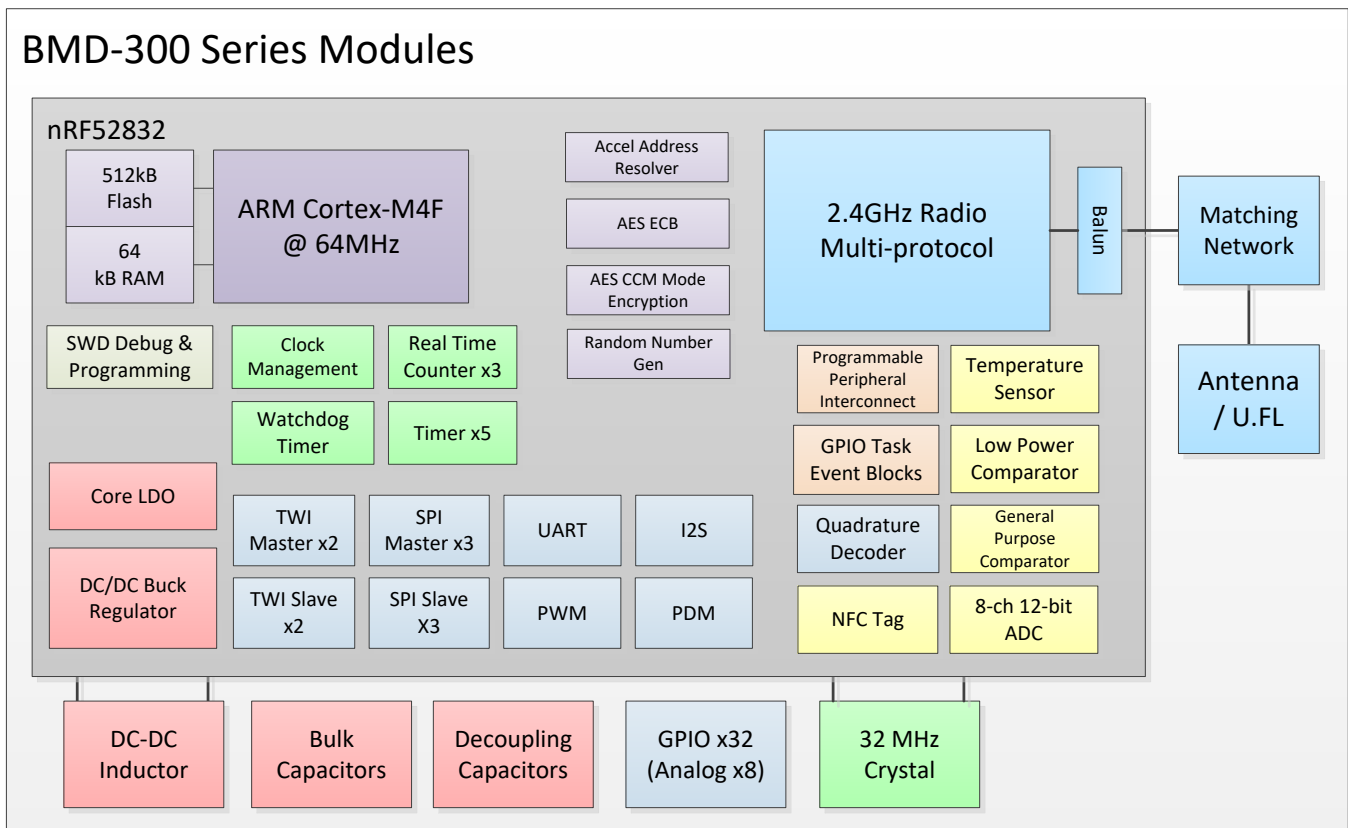 BMD-300 Series Modules
nRF52832
512kB
Flash
64
kB RAM
ARM Cortex-M4F
@ 64MHz
Accel Address
Resolver
AES ECB
AES CCM Mode
Encryption
Random Number
Gen
2.4GHz Radio
Multi-protocol
Balun
Matching
Network
Antenna
/ U.FL
SWD Debug &
Programming
Clock
Management
Real Time
Counter x3
Watchdog
Timer
Timer x5
Programmable
Peripheral
Interconnect
Temperature
Sensor
GPIO Task
Event Blocks
Low Power
Comparator
Core LDO
DC/DC Buck
Regulator
TWI
Master x2
SPI
Master x3
UART
I2S
Quadrature
Decoder
General
Purpose
Comparator
TWI Slave
x2
SPI Slave
X3
PWM
PDM
NFC Tag
8-ch 12-bit
ADC
DC-DC
Inductor
Bulk
Capacitors
Decoupling
Capacitors
GPIO x32
(Analog x8)
32 MHz
Crystal